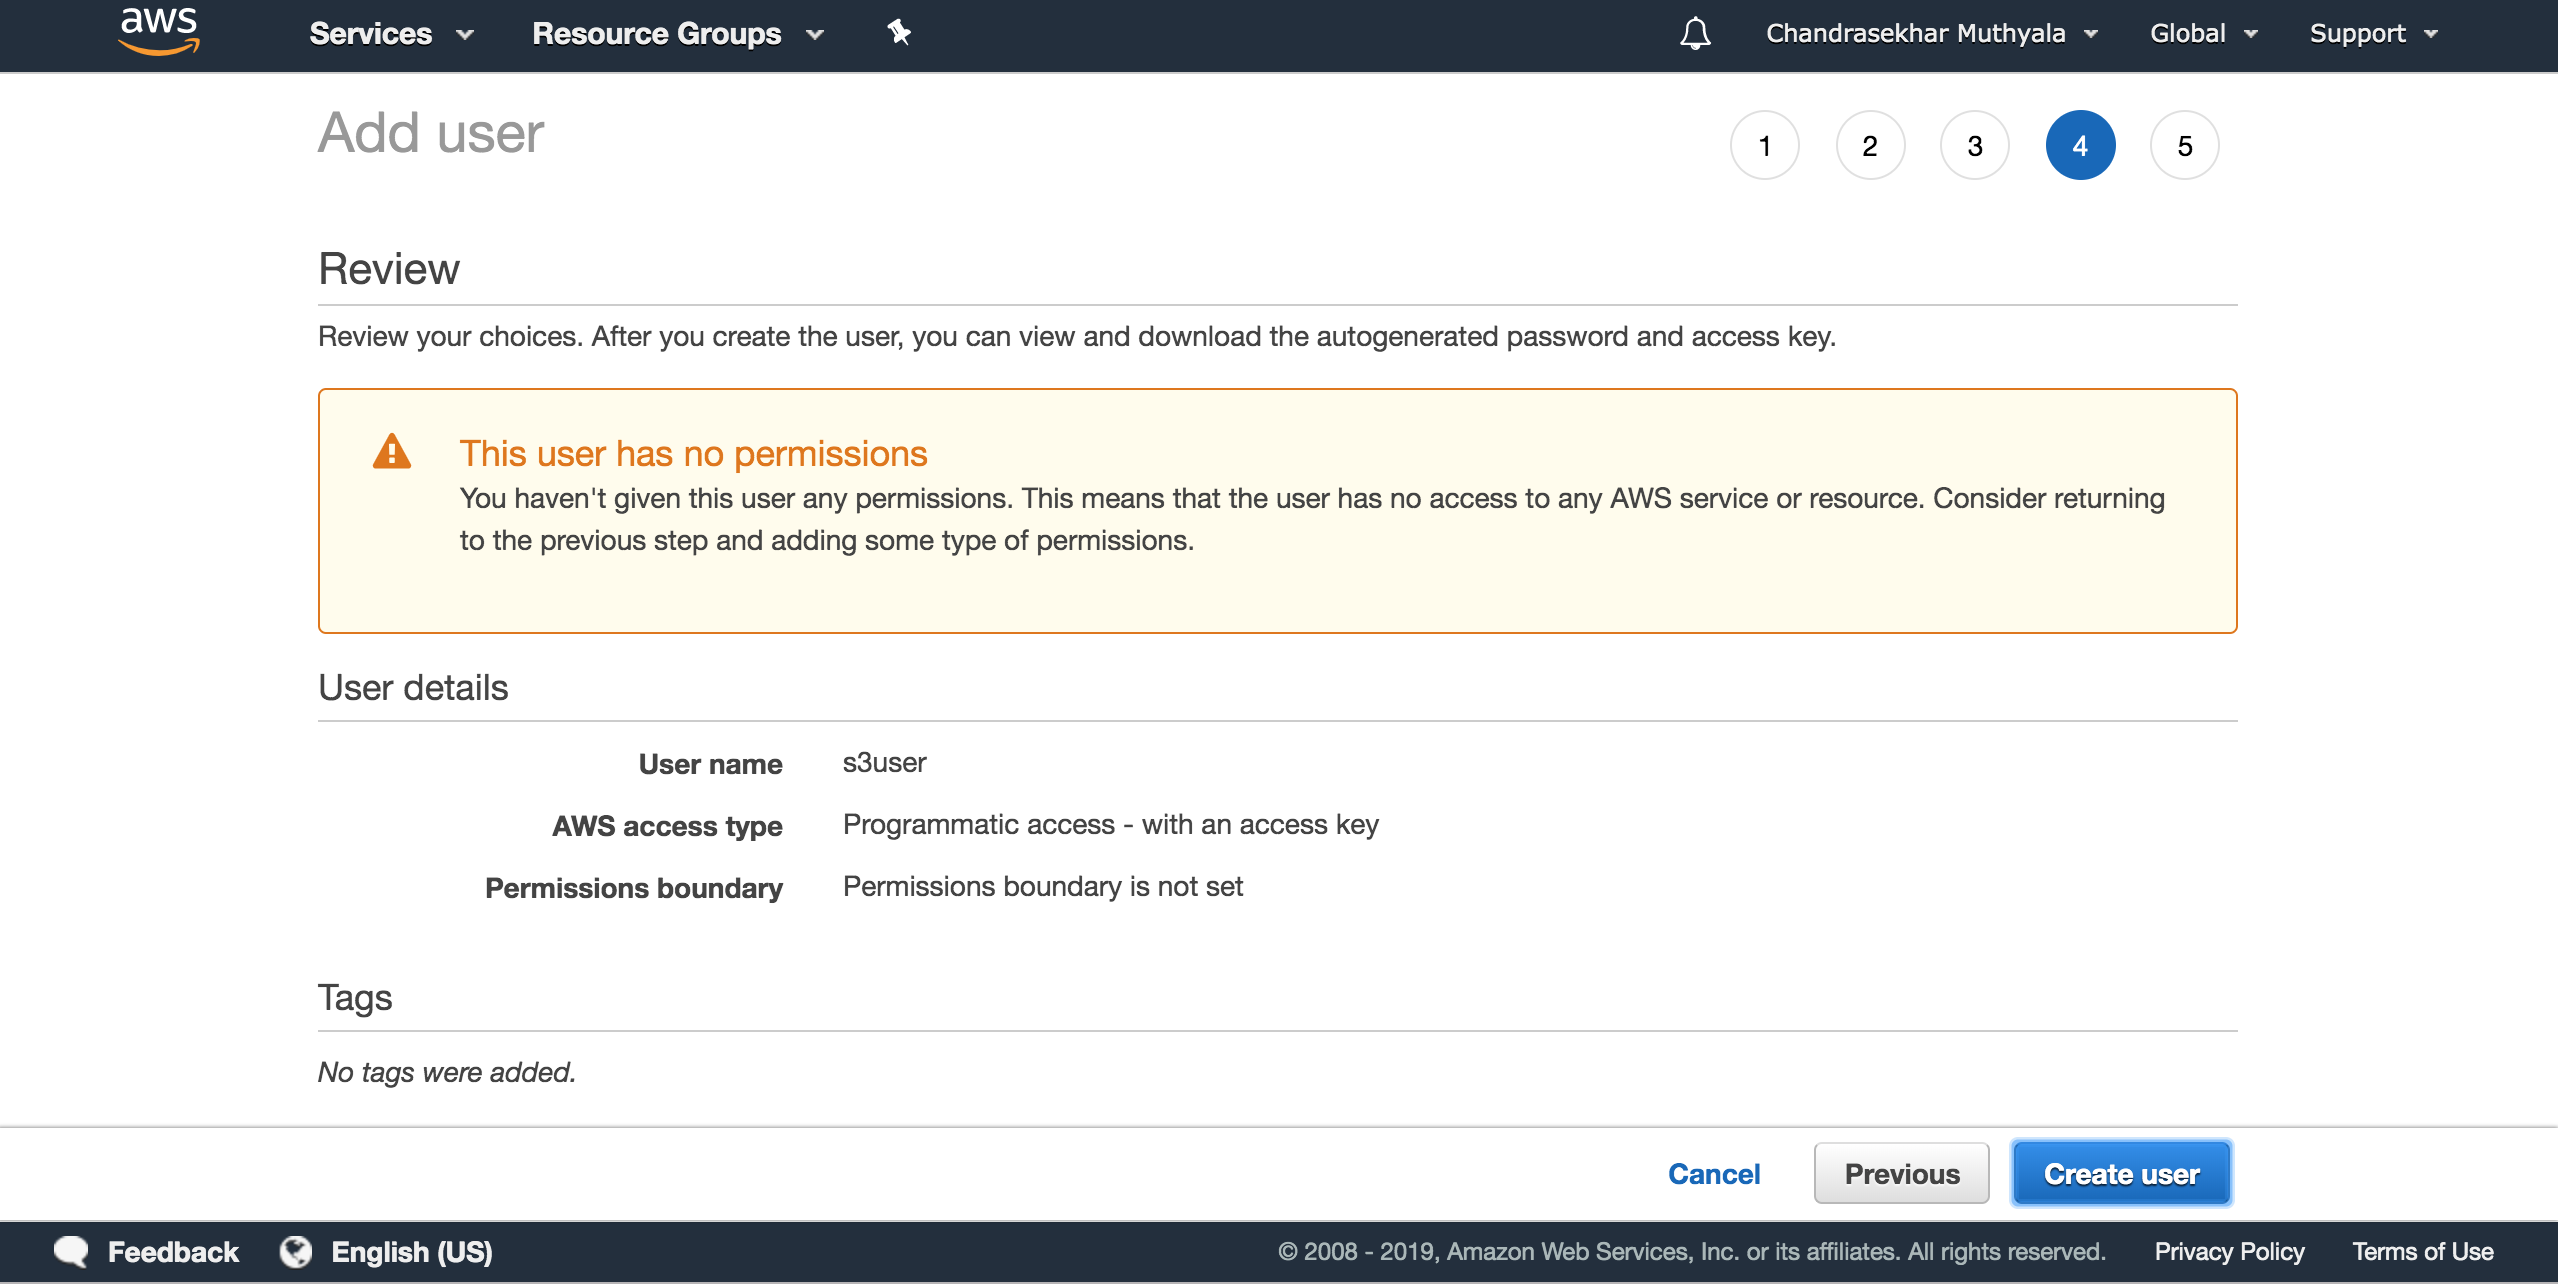 aws
Services
Resource Groups
Chandrasekhar Muthyala
Global
Support
Add user
1
2
3
4
5
Review
Review your choices. After you create the user, you can view and download the autogenerated password and access key.
This user has no permissions
You haven't given this user any permissions. This means that the user has no access to any AWS service or resource. Consider returning
to the previous step and adding some type of permissions.
User details
User name
s3user
AWS access type
Programmatic access - with an access key
Permissions boundary
Permissions boundary is not set
Tags
No tags were added.
Cancel
Previous
Create user
Feedback
English (US)
© 2008 - 2019, Amazon Web Services, Inc. or its affiliates. All rights reserved.
Privacy Policy
Terms of Use